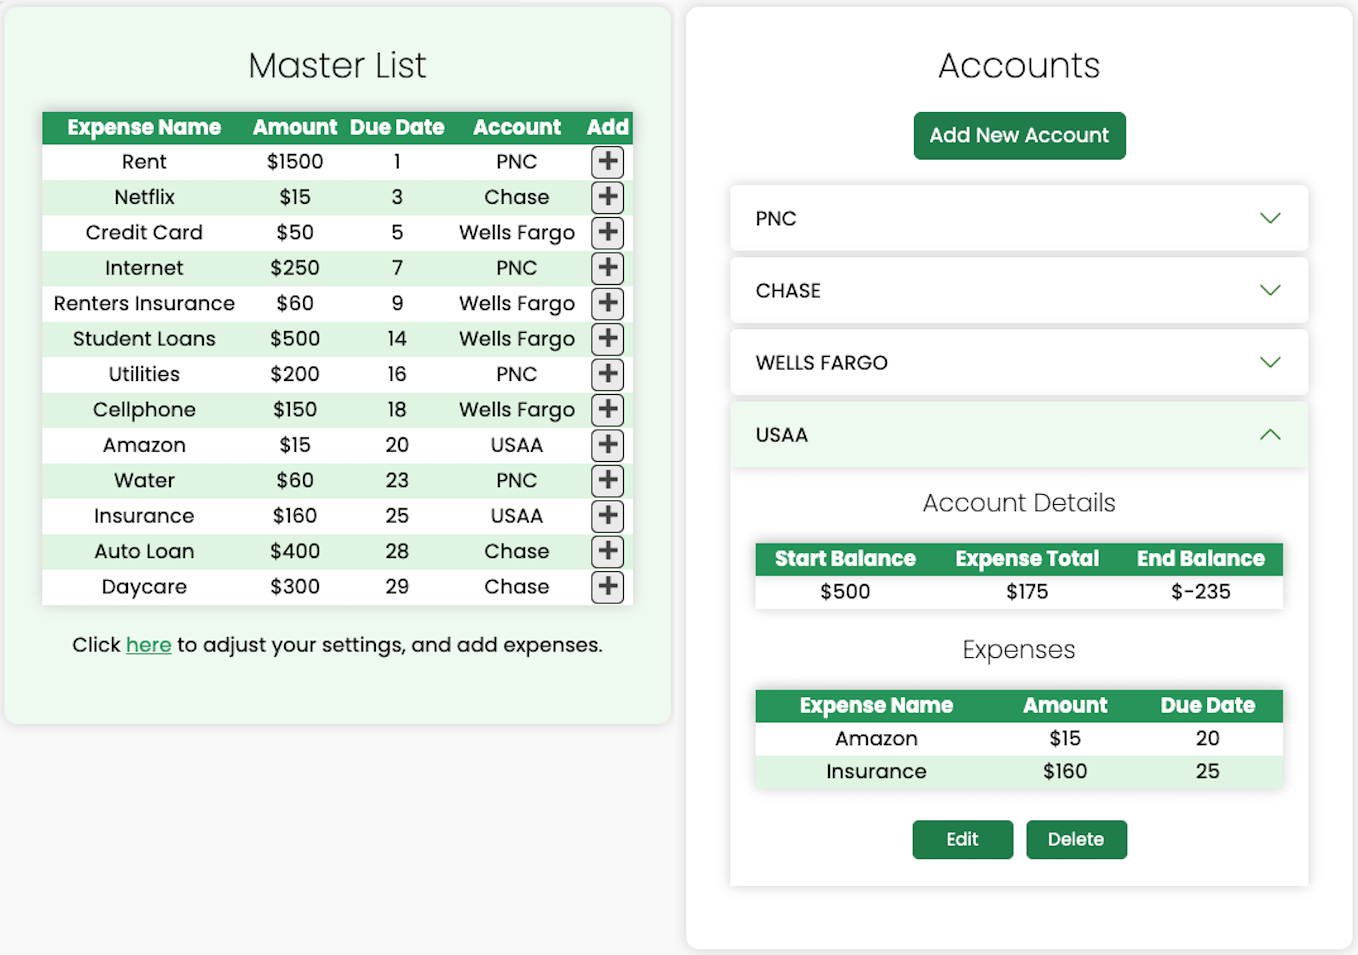 Master List
Expense Name Amount Due Date Account Add
Rent $1500 1 PNC
Netflix $15 3 Chase
Credit Card $50 5 Wells Fargo
Internet $250 7 PNC
Renters Insurance $60 9 Wells Fargo
Student Loans $500 14 Wells Fargo
Utilities $200 16 PNC
Cellphone $150 18 Wells Fargo
Amazon $15 20 USAA
Water $60 23 PNC
Insurance $160 25 USAA
Auto Loan $400 28 Chase
Daycare $300 29 Chase
Click here to adjust your settings, and add expenses.
Accounts
Add New Account
PNC
CHASE
WELLS FARGO
USAA
Account Details
Start Balance Expense Total End Balance
$500 $175 $-235
Expenses
Expense Name Amount Due Date
Amazon $15 20
Insurance $160 25
Edit Delete